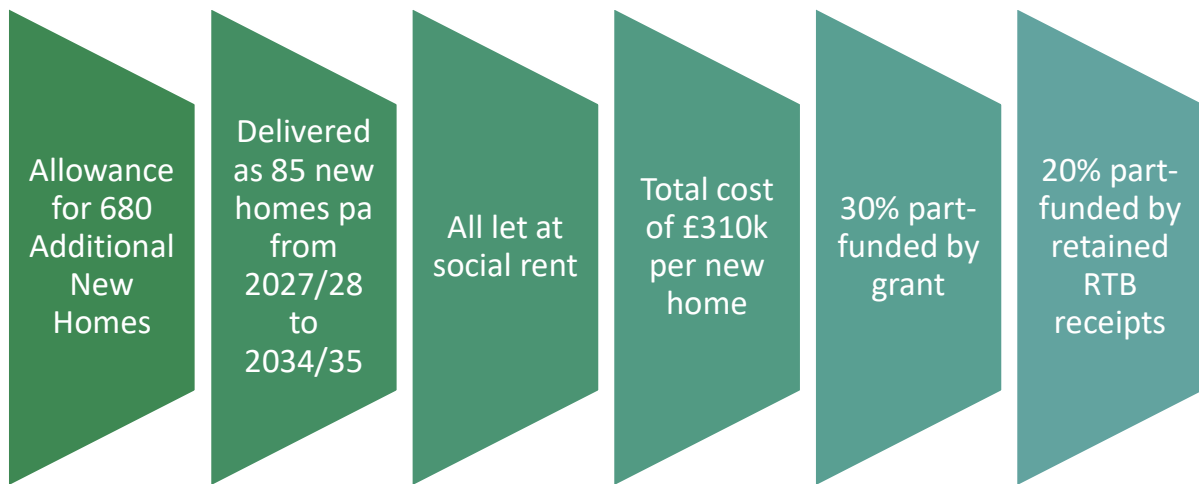 Allowance
for 680
Additional
New
Homes
Delivered
as 85 new
homes pa
from
2027/28
to
2034/35
All let at
social rent
Total cost
of £310k
per new
home
30% part-
funded by
grant
20% part-
funded by
retained
RTB
receipts